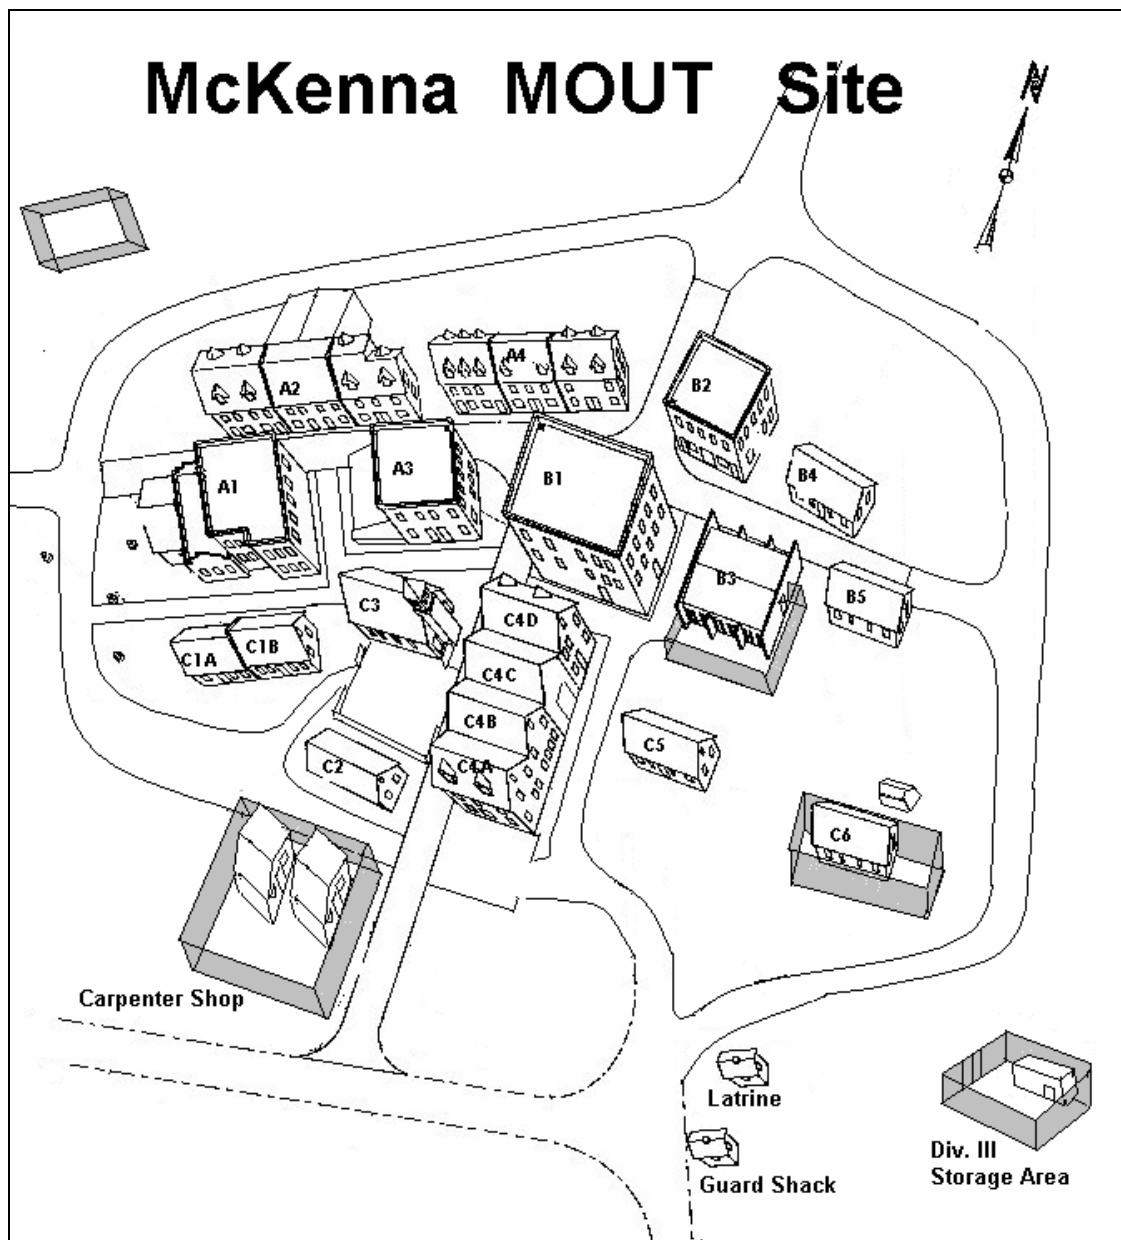 McKenna MOUT Site
N
A2
A4
B2
A1
A3
B1
B4
B3
B5
C3
C4D
C1A
C1B
C4C
C4B
C5
C2
C4A
C6
Carpenter Shop
Latrine
Div. III
Storage Area
Guard Shack